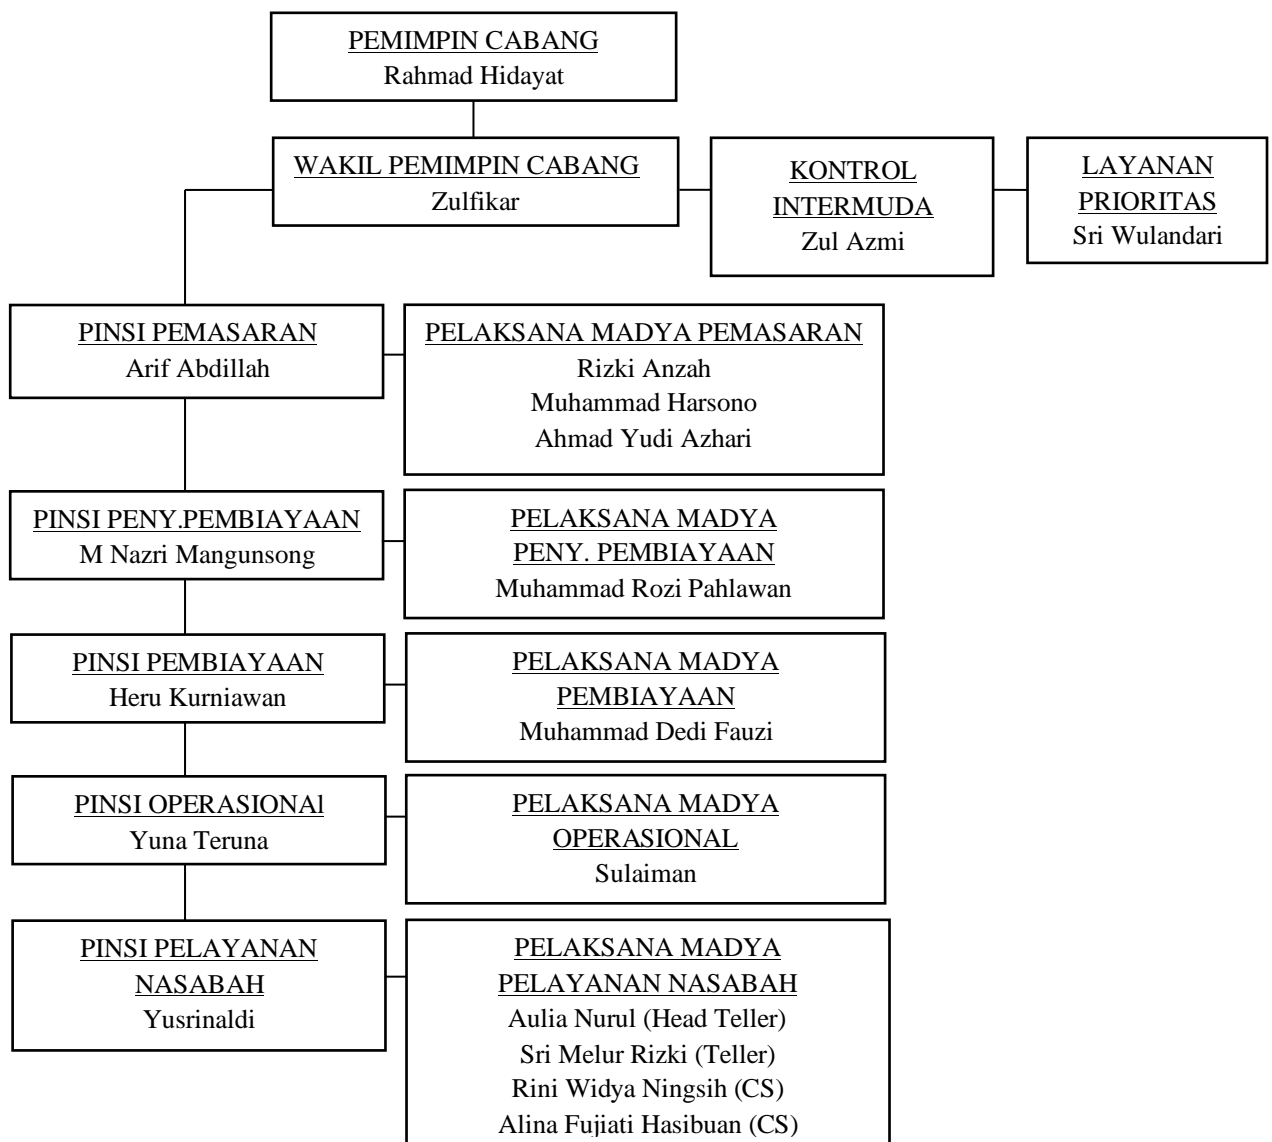 PEMIMPIN CABANG
Rahmad Hidayat
WAKIL PEMIMPIN CABANG
Zulfikar
KONTROL
INTERMUDA
Zul Azmi
LAYANAN
PRIORITAS
Sri Wulandari
PINSI PEMASARAN
Arif Abdillah
PELAKSANA MADYA PEMASARAN
Rizki Anzah
Muhammad Harsono
Ahmad Yudi Azhari
PINSI PENY.PEMBIAYAAN
M Nazri Mangunsong
PELAKSANA MADYA
PENY. PEMBIAYAAN
Muhammad Rozi Pahlawan
PINSI PEMBIAYAAN
Heru Kurniawan
PELAKSANA MADYA
PEMBIAYAAN
Muhammad Dedi Fauzi
PINSI OPERASIONAl
Yuna Teruna
PELAKSANA MADYA
OPERASIONAL
Sulaiman
PINSI PELAYANAN
NASABAH
Yusrinaldi
PELAKSANA MADYA
PELAYANAN NASABAH
Aulia Nurul (Head Teller)
Sri Melur Rizki (Teller)
Rini Widya Ningsih (CS)
Alina Fujiati Hasibuan (CS)